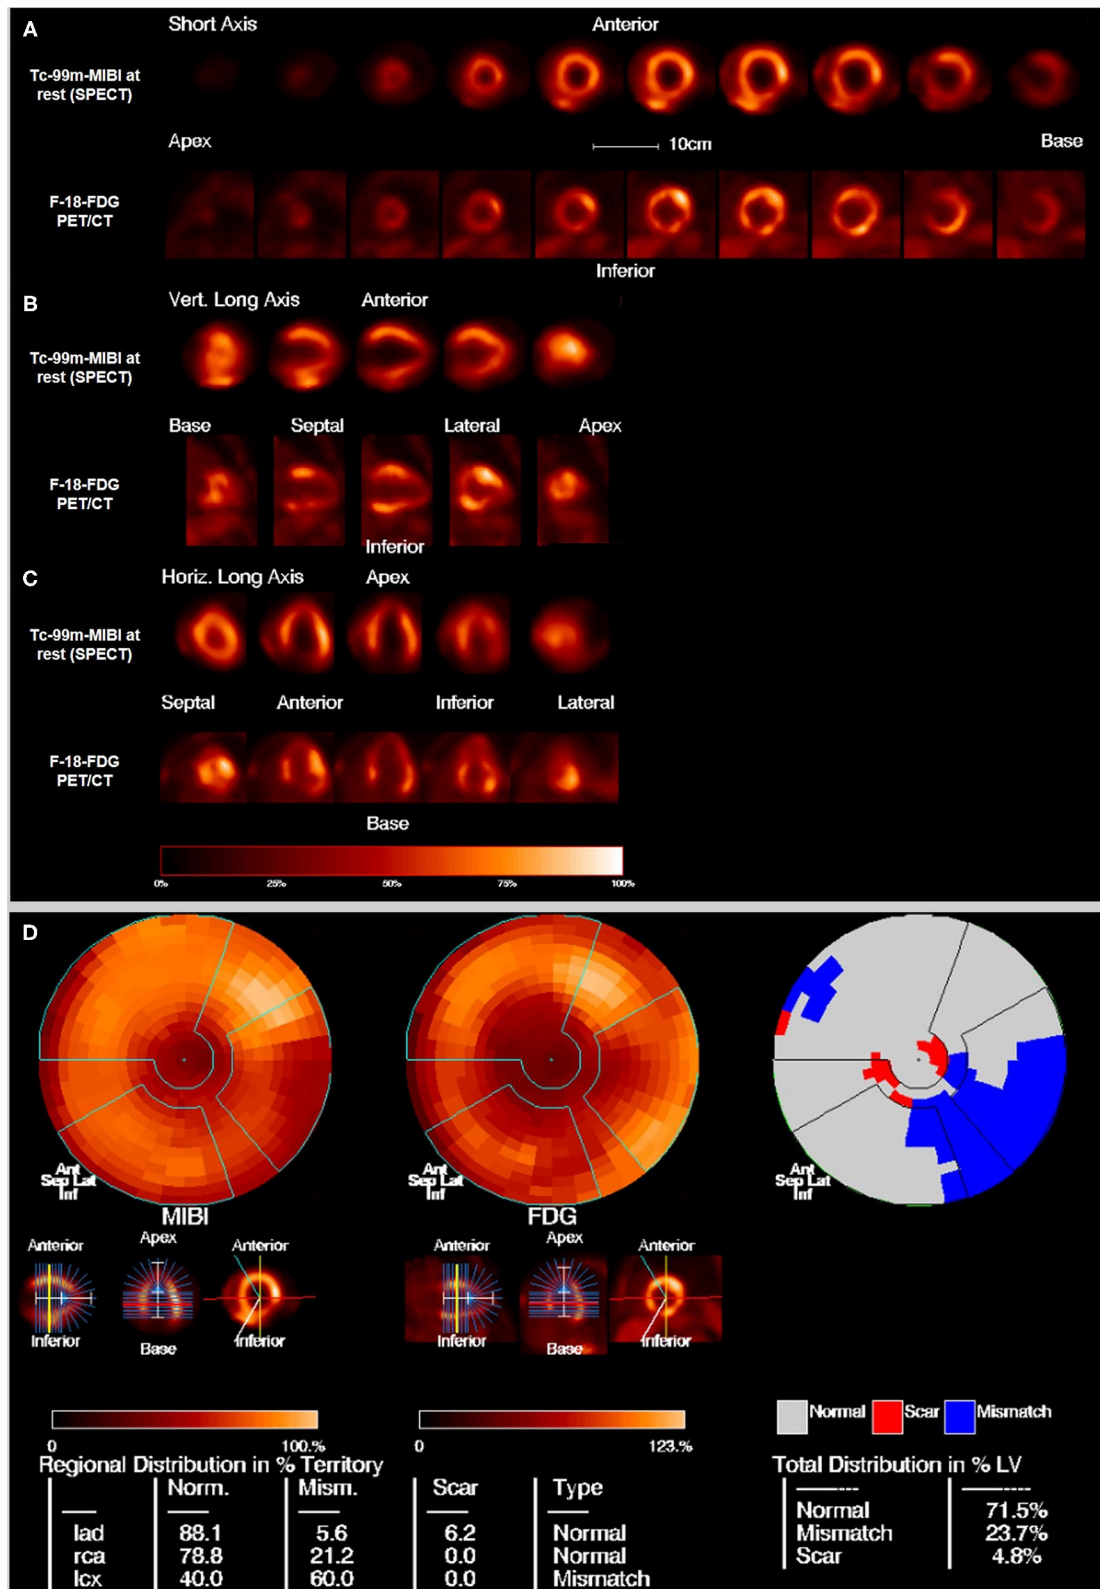 A
Short Axis
Anterior
Tc-99m-MIBI at
rest (SPECT)
Apex
10cm
Base
F-18-FDG
PET/CT
Inferior
B
Vert. Long Axis
Anterior
Tc-99m-MIBI at
rest (SPECT)
Base
Septal
Lateral
Apex
F-18-FDG
PET/CT
Inferior
C
Horiz. Long Axis
Apex
Tc-99m-MIBI at
rest (SPECT)
Septal
Anterior
Inferior
Lateral
F-18-FDG
PET/CT
Base
0% 25% 50% 75% 100%
D
Ant
Sep Lat
Inf
MIBI
Ant
Sep Lat
Inf
FDG
Ant
Sep Lat
Inf
Anterior Apex Anterior
Inferior Base Inferior
Anterior Apex Anterior
Inferior Base Inferior
0 100.%
0 123.%
Normal Scar Mismatch
Regional Distribution in % Territory
Norm. Mism. Scar Type
lad 88.1 5.6 6.2 Normal
rca 78.8 21.2 0.0 Normal
lcx 40.0 60.0 0.0 Mismatch
Total Distribution in % LV
Normal 71.5%
Mismatch 23.7%
Scar 4.8%